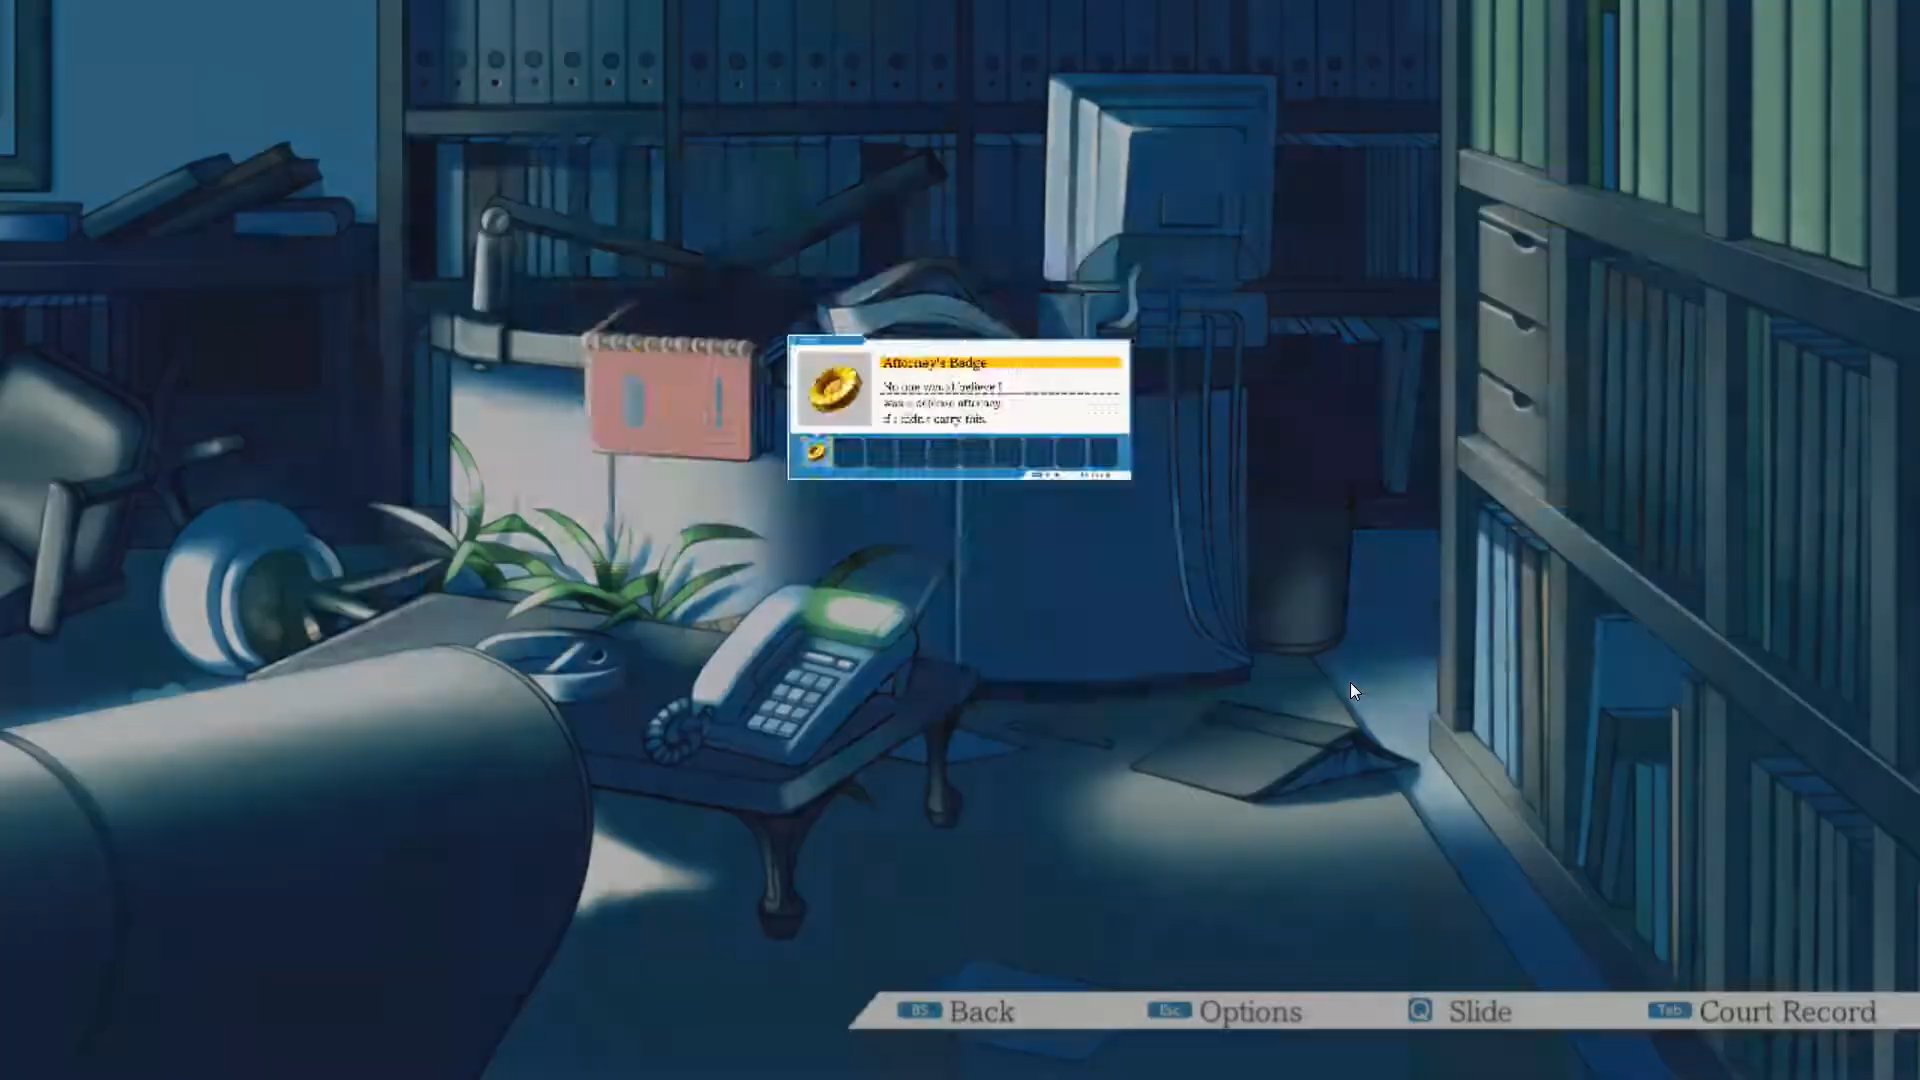 Attorney's Badge
No one would believe I
was a defense attorney
if I didn't carry this.
BS Back
Esc Options
Q Slide
Tab Court Record